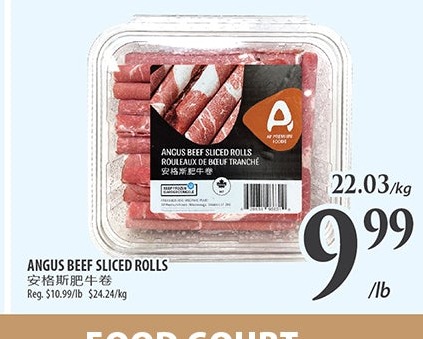 AP PREMIUM
FOODS
ANGUS BEEF SLICED ROLLS
ROULEAUX DE BŒUF TRANCHÉ
安格斯肥牛卷
22.03/kg
9.99
/lb
ANGUS BEEF SLICED ROLLS
安格斯肥牛卷
Reg. $10.99/lb $24.24/kg
FOOD COURT